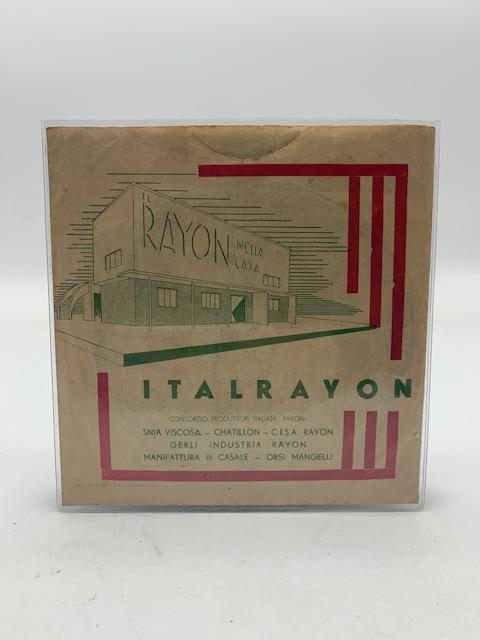 IL
RAYON
NELLA
CASA
ITALRAYON
CONSORZIO PRODUTTORI ITALIANI RAYON:
SNIA VISCOSA - CHATILLON - C.I.S.A. RAYON
GERLI INDUSTRIA RAYON
MANIFATTURA DI CASALE - ORSI MANGELLI